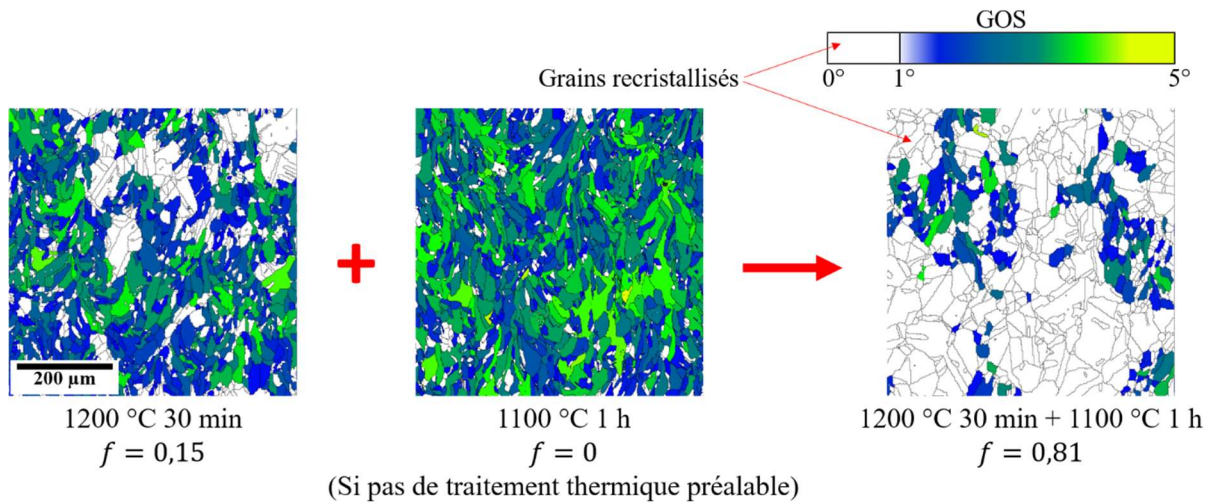 GOS
Grains recristallisés
0°
1°
5°
200 µm
1200 °C 30 min
f = 0,15
+
1100 °C 1 h
f = 0
(Si pas de traitement thermique préalable)
1200 °C 30 min + 1100 °C 1 h
f = 0,81